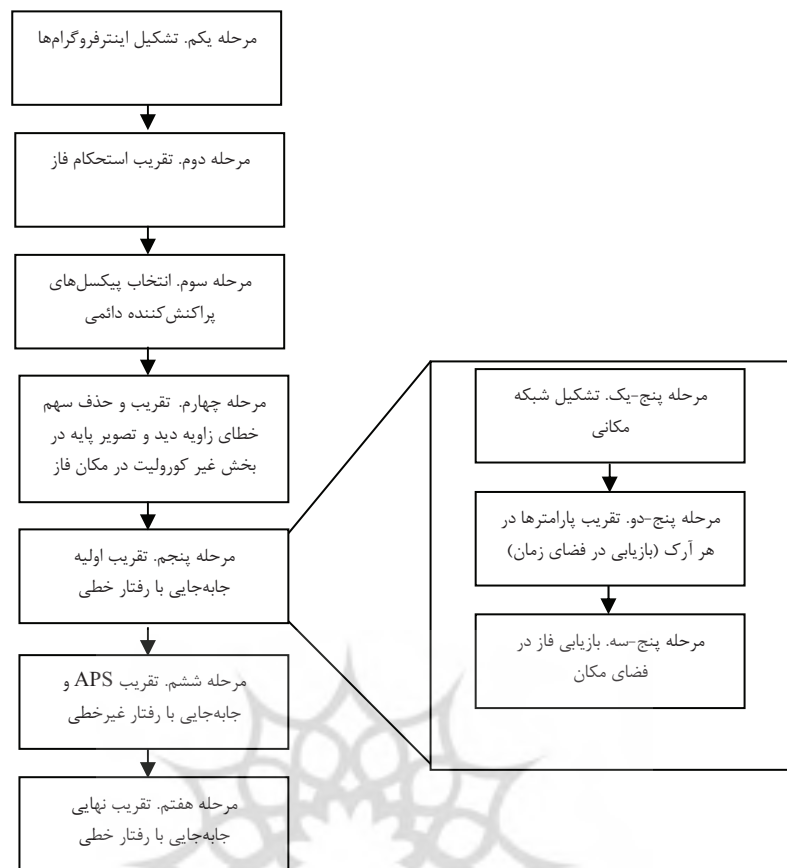 مرحله یکم. تشکیل اینترفروگرام‌ها
مرحله دوم. تقریب استحکام فاز
مرحله سوم. انتخاب پیکسل‌های
پراکنش‌کننده دائمی
مرحله چهارم. تقریب و حذف سهم
خطای زاویه دید و تصویر پایه در
بخش غیر کورولیت در مکان فاز
مرحله پنجم. تقریب اولیه
جابه‌جایی با رفتار خطی
مرحله ششم. تقریب APS و
جابه‌جایی با رفتار غیرخطی
مرحله هفتم. تقریب نهایی
جابه‌جایی با رفتار خطی
مرحله پنج-یک. تشکیل شبکه
مکانی
مرحله پنج-دو. تقریب پارامترها در
هر آرک (بازیابی در فضای زمان)
مرحله پنج-سه. بازیابی فاز در
فضای مکان